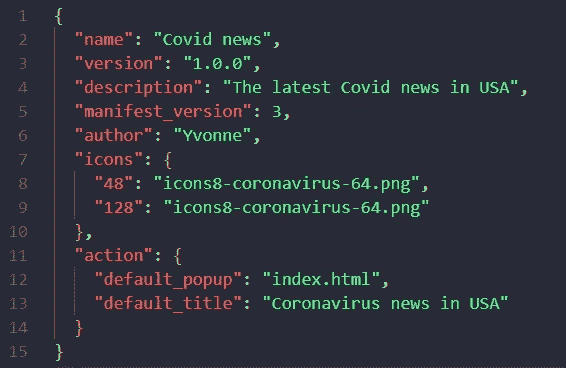 1 {
2 "name": "Covid news",
3 "version": "1.0.0",
4 "description": "The latest Covid news in USA",
5 "manifest_version": 3,
6 "author": "Yvonne",
7 "icons": {
8 "48": "icons8-coronavirus-64.png",
9 "128": "icons8-coronavirus-64.png"
10 },
11 "action": {
12 "default_popup": "index.html",
13 "default_title": "Coronavirus news in USA"
14 }
15 }